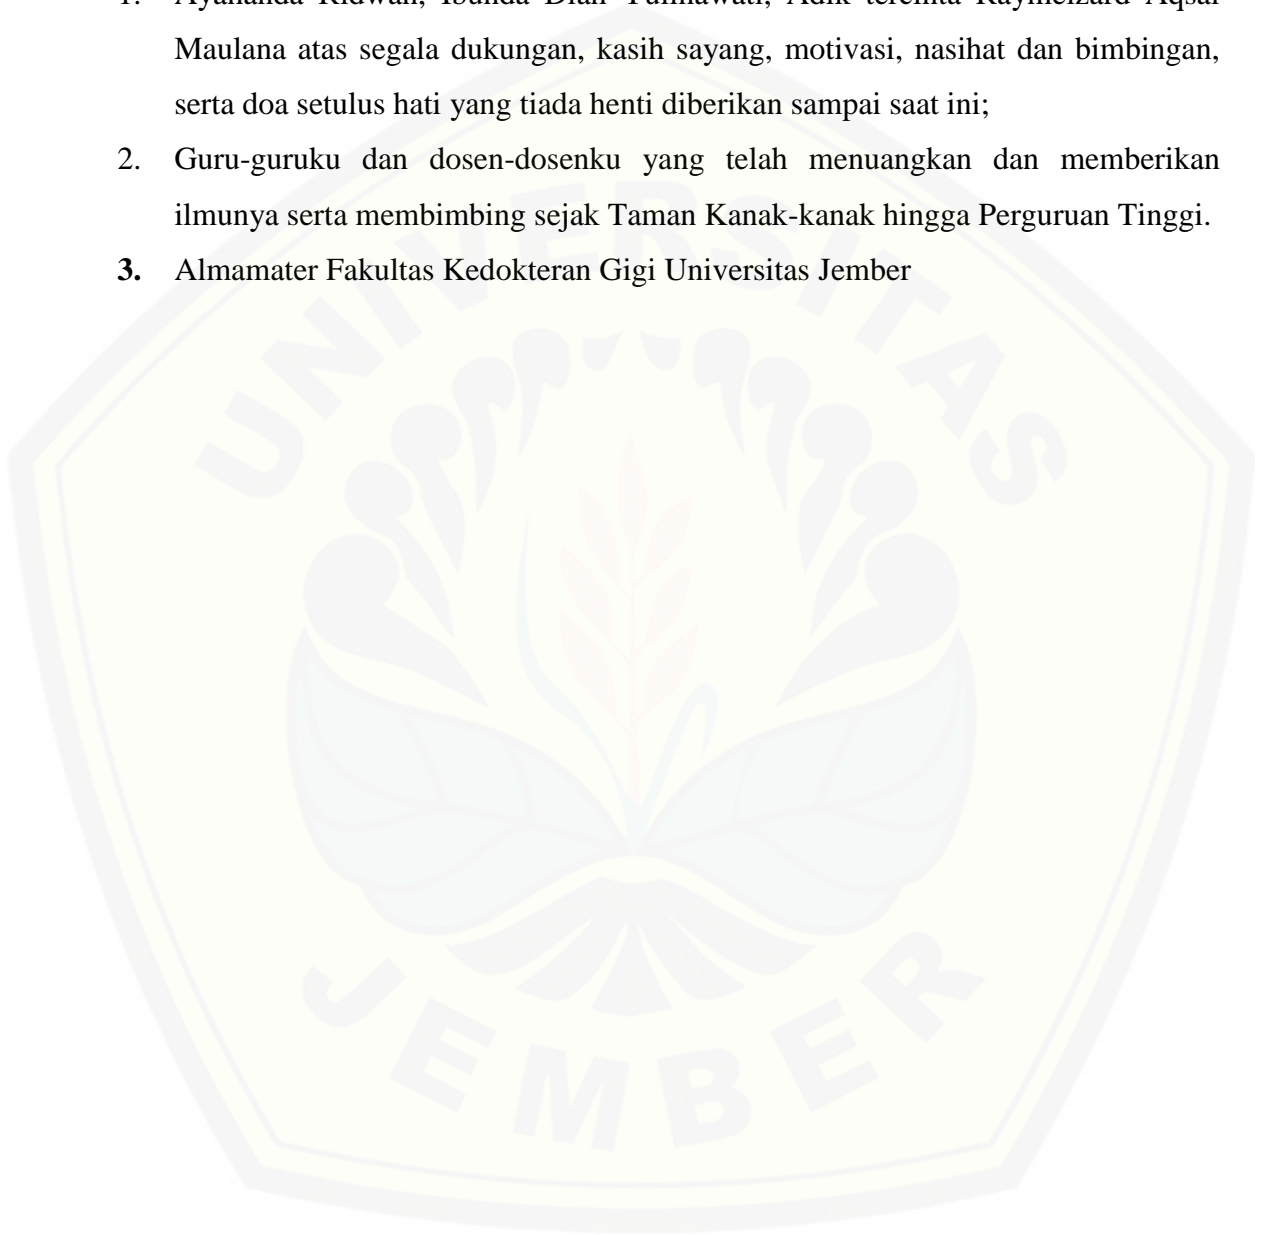 1. Ayahanda Ridwan, Ibunda Dian Yulinawati, Adik tercinta Raymeizard Aqsal
Maulana atas segala dukungan, kasih sayang, motivasi, nasihat dan bimbingan,
serta doa setulus hati yang tiada henti diberikan sampai saat ini;
2. Guru-guruku dan dosen-dosenku yang telah menuangkan dan memberikan
ilmunya serta membimbing sejak Taman Kanak-kanak hingga Perguruan Tinggi.
3. Almamater Fakultas Kedokteran Gigi Universitas Jember
UNIVERSITAS
JEMBER